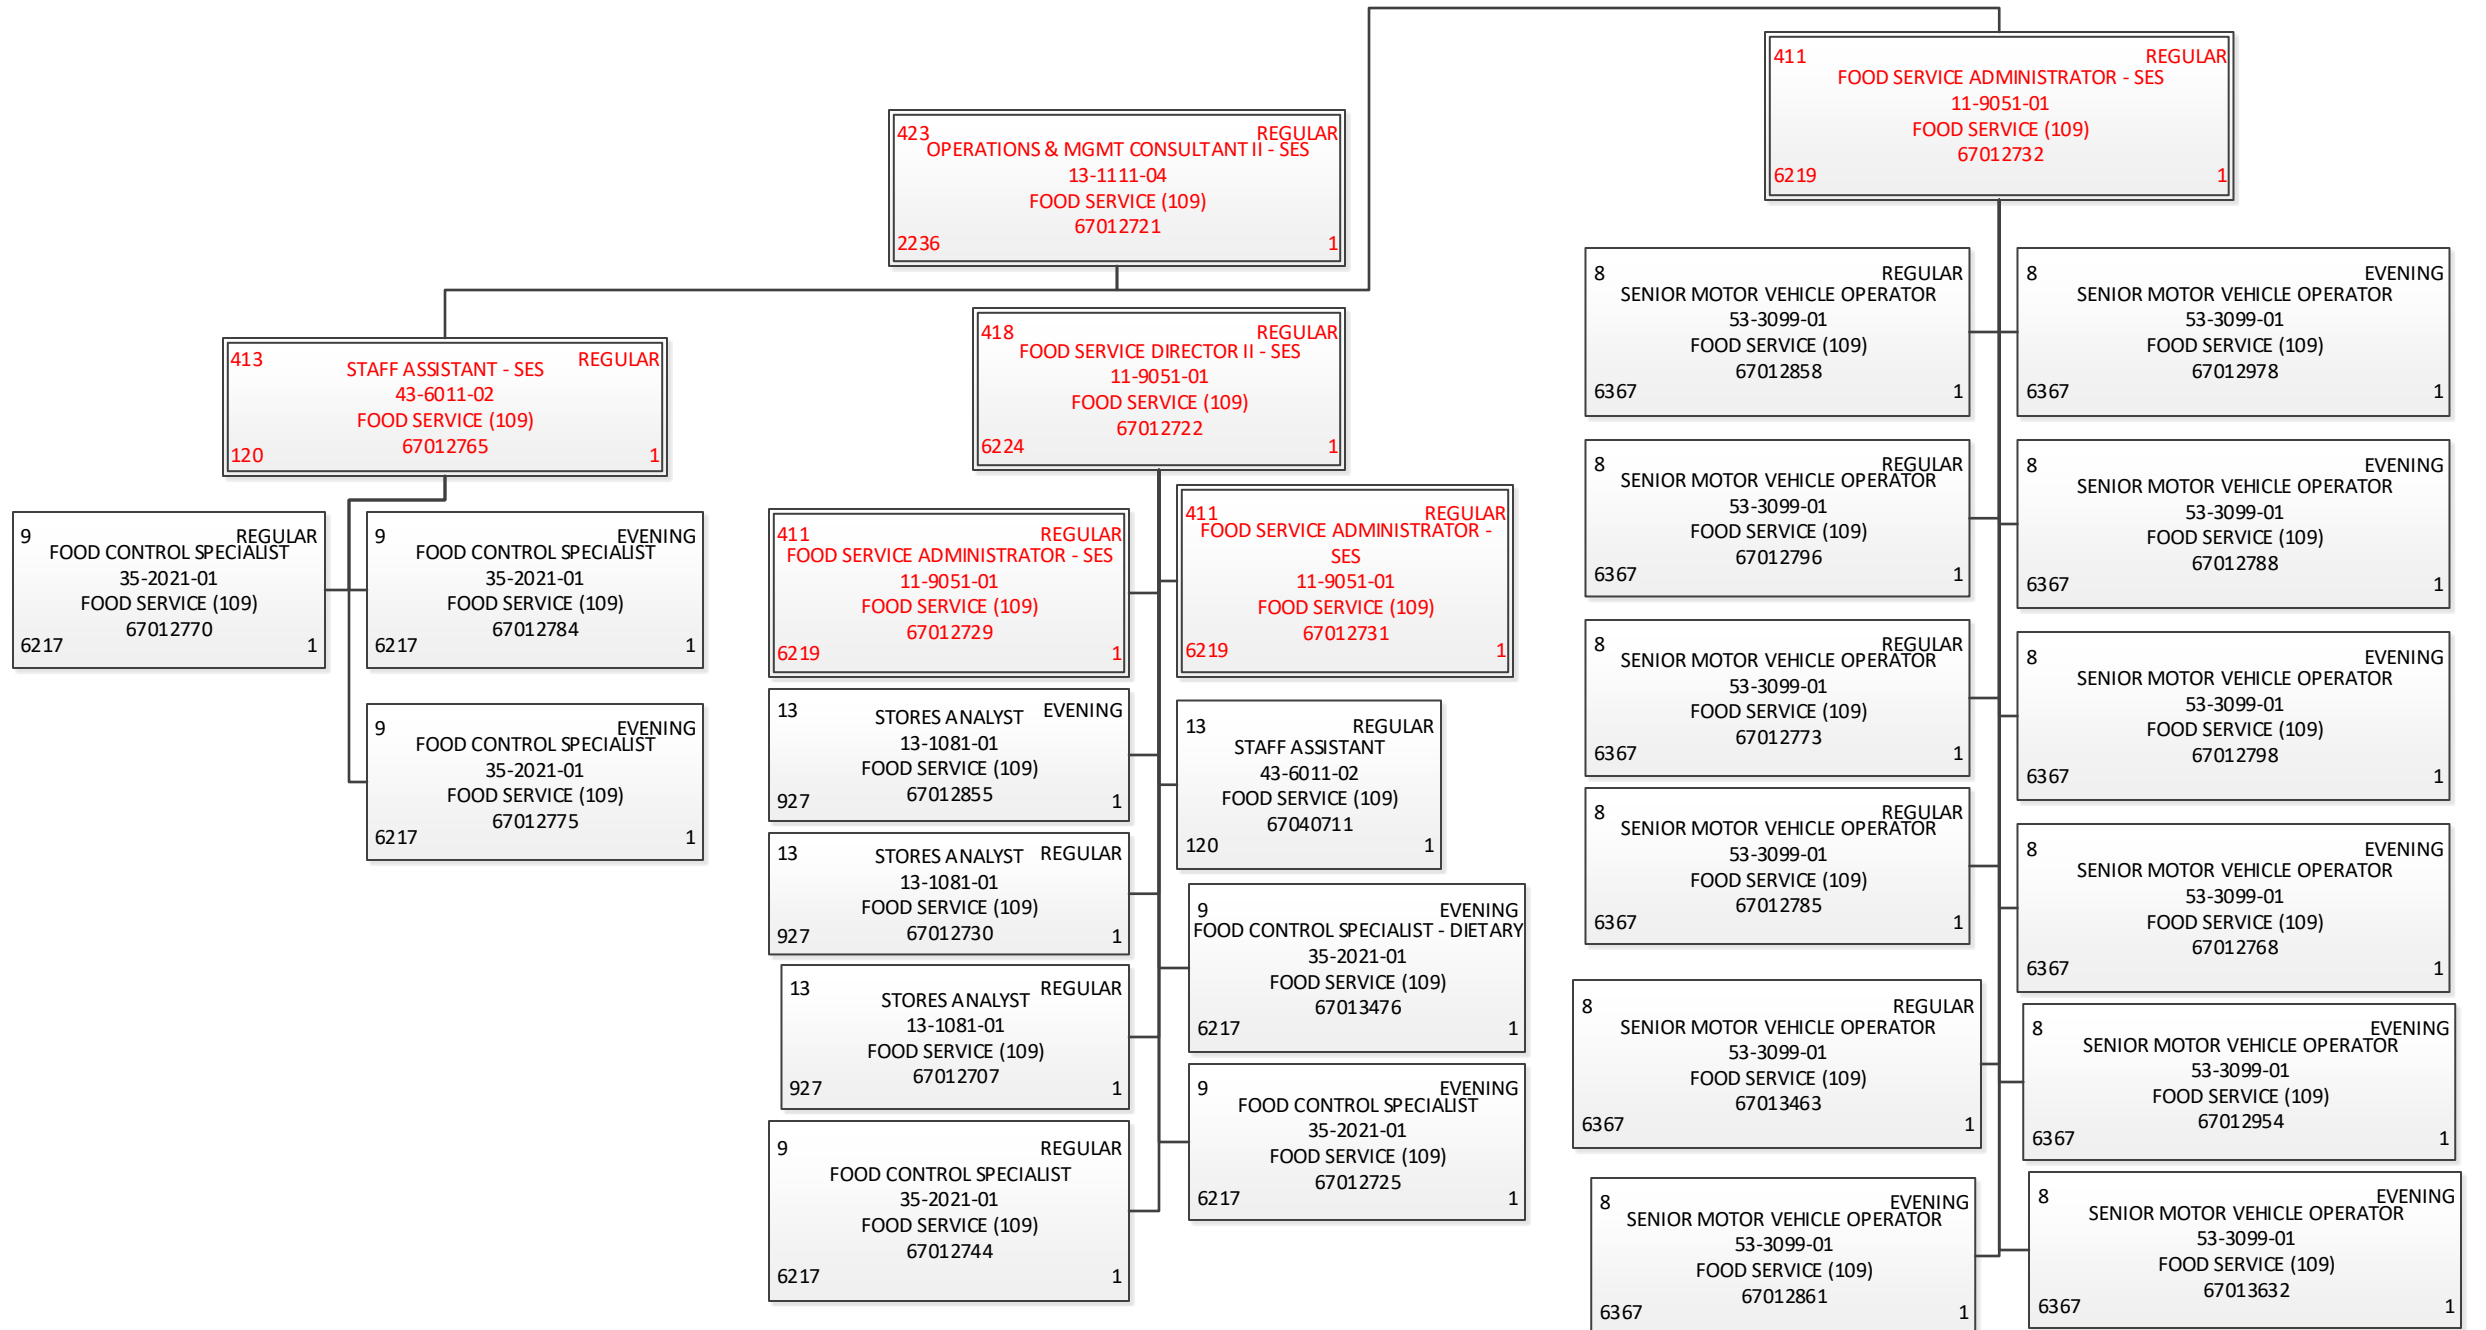 423 REGULAR
OPERATIONS & MGMT CONSULTANT II - SES
13-1111-04
FOOD SERVICE (109)
67012721
2236 1
411 REGULAR
FOOD SERVICE ADMINISTRATOR - SES
11-9051-01
FOOD SERVICE (109)
67012732
6219 1
413 REGULAR
STAFF ASSISTANT - SES
43-6011-02
FOOD SERVICE (109)
67012765
120 1
9 REGULAR
FOOD CONTROL SPECIALIST
35-2021-01
FOOD SERVICE (109)
67012770
6217 1
9 EVENING
FOOD CONTROL SPECIALIST
35-2021-01
FOOD SERVICE (109)
67012784
6217 1
9 EVENING
FOOD CONTROL SPECIALIST
35-2021-01
FOOD SERVICE (109)
67012775
6217 1
418 REGULAR
FOOD SERVICE DIRECTOR II - SES
11-9051-01
FOOD SERVICE (109)
67012722
6224 1
411 REGULAR
FOOD SERVICE ADMINISTRATOR - SES
11-9051-01
FOOD SERVICE (109)
67012729
6219 1
411 REGULAR
FOOD SERVICE ADMINISTRATOR -
SES
11-9051-01
FOOD SERVICE (109)
67012731
6219 1
13 STORES ANALYST EVENING
13-1081-01
FOOD SERVICE (109)
67012855
927 1
13 REGULAR
STAFF ASSISTANT
43-6011-02
FOOD SERVICE (109)
67040711
120 1
13 STORES ANALYST REGULAR
13-1081-01
FOOD SERVICE (109)
67012730
927 1
9 EVENING
FOOD CONTROL SPECIALIST - DIETARY
35-2021-01
FOOD SERVICE (109)
67013476
6217 1
13 STORES ANALYST REGULAR
13-1081-01
FOOD SERVICE (109)
67012707
927 1
9 EVENING
FOOD CONTROL SPECIALIST
35-2021-01
FOOD SERVICE (109)
67012725
6217 1
9 REGULAR
FOOD CONTROL SPECIALIST
35-2021-01
FOOD SERVICE (109)
67012744
6217 1
8 REGULAR
SENIOR MOTOR VEHICLE OPERATOR
53-3099-01
FOOD SERVICE (109)
67012858
6367 1
8 EVENING
SENIOR MOTOR VEHICLE OPERATOR
53-3099-01
FOOD SERVICE (109)
67012978
6367 1
8 REGULAR
SENIOR MOTOR VEHICLE OPERATOR
53-3099-01
FOOD SERVICE (109)
67012796
6367 1
8 EVENING
SENIOR MOTOR VEHICLE OPERATOR
53-3099-01
FOOD SERVICE (109)
67012788
6367 1
8 REGULAR
SENIOR MOTOR VEHICLE OPERATOR
53-3099-01
FOOD SERVICE (109)
67012773
6367 1
8 EVENING
SENIOR MOTOR VEHICLE OPERATOR
53-3099-01
FOOD SERVICE (109)
67012798
6367 1
8 REGULAR
SENIOR MOTOR VEHICLE OPERATOR
53-3099-01
FOOD SERVICE (109)
67012785
6367 1
8 EVENING
SENIOR MOTOR VEHICLE OPERATOR
53-3099-01
FOOD SERVICE (109)
67012768
6367 1
8 REGULAR
SENIOR MOTOR VEHICLE OPERATOR
53-3099-01
FOOD SERVICE (109)
67013463
6367 1
8 EVENING
SENIOR MOTOR VEHICLE OPERATOR
53-3099-01
FOOD SERVICE (109)
67012954
6367 1
8 EVENING
SENIOR MOTOR VEHICLE OPERATOR
53-3099-01
FOOD SERVICE (109)
67012861
6367 1
8 EVENING
SENIOR MOTOR VEHICLE OPERATOR
53-3099-01
FOOD SERVICE (109)
67013632
6367 1